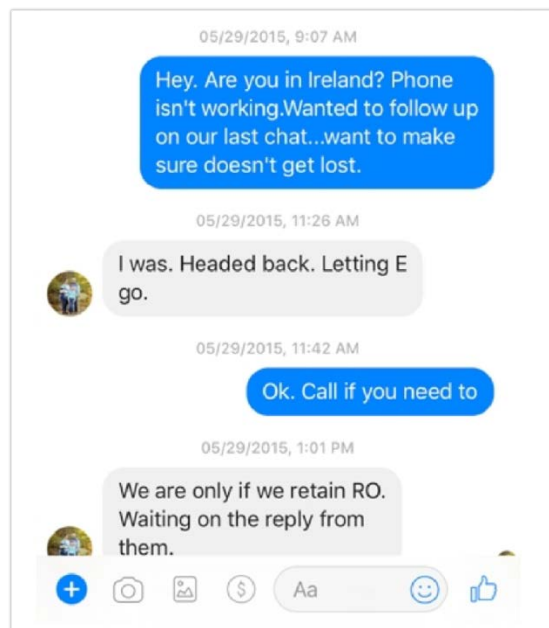 05/29/2015, 9:07 AM
Hey. Are you in Ireland? Phone
isn't working.Wanted to follow up
on our last chat...want to make
sure doesn't get lost.
05/29/2015, 11:26 AM
I was. Headed back. Letting E
go.
05/29/2015, 11:42 AM
Ok. Call if you need to
05/29/2015, 1:01 PM
We are only if we retain RO.
Waiting on the reply from
them.
Aa